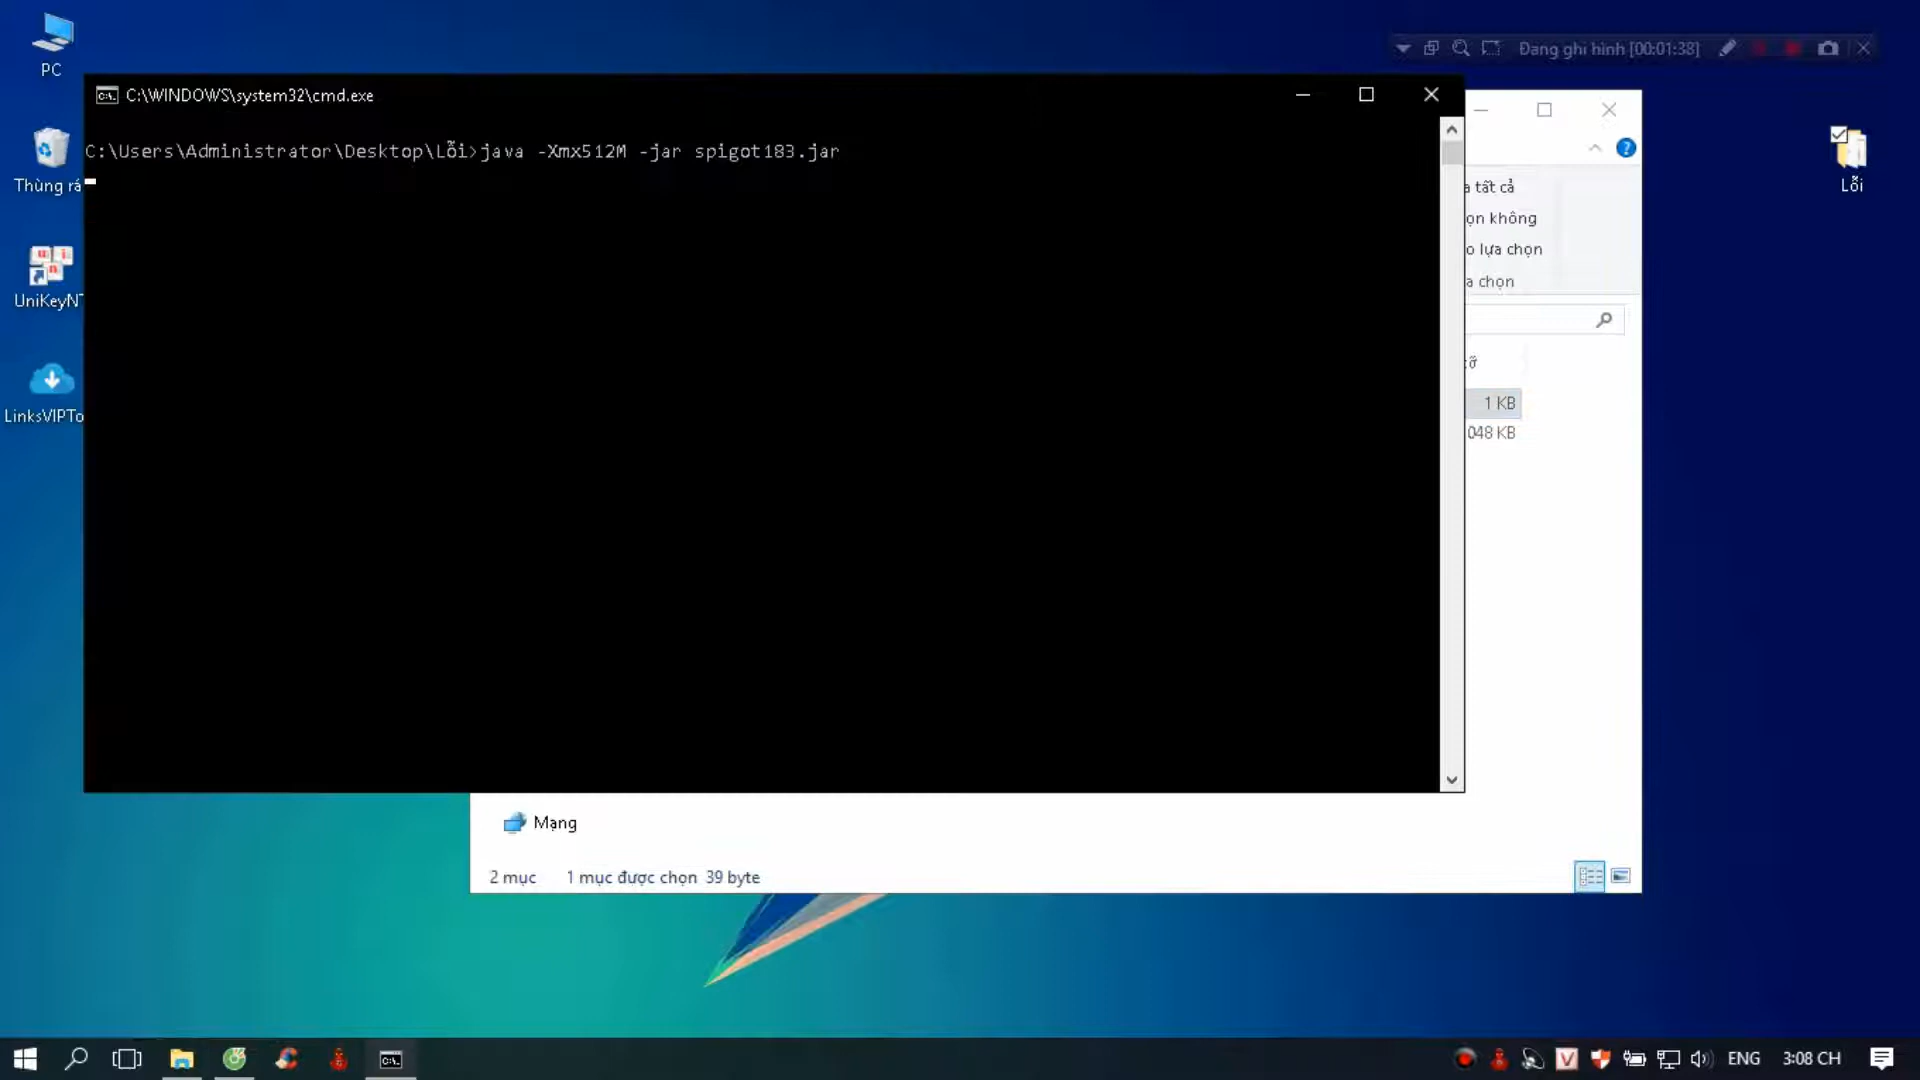 PC
Đang ghi hình [00:01:38]
C:\WINDOWS\system32\cmd.exe
C:\Users\Administrator\Desktop\Lỗi>java -Xmx512M -jar spigot183.jar
Thùng rá
Lỗi
tất cả
không
lựa chọn
chọn
UniKeyNT
1 KB
048 KB
LinksVIPTo
Mạng
2 mục 1 mục được chọn 39 byte
ENG 3:08 CH